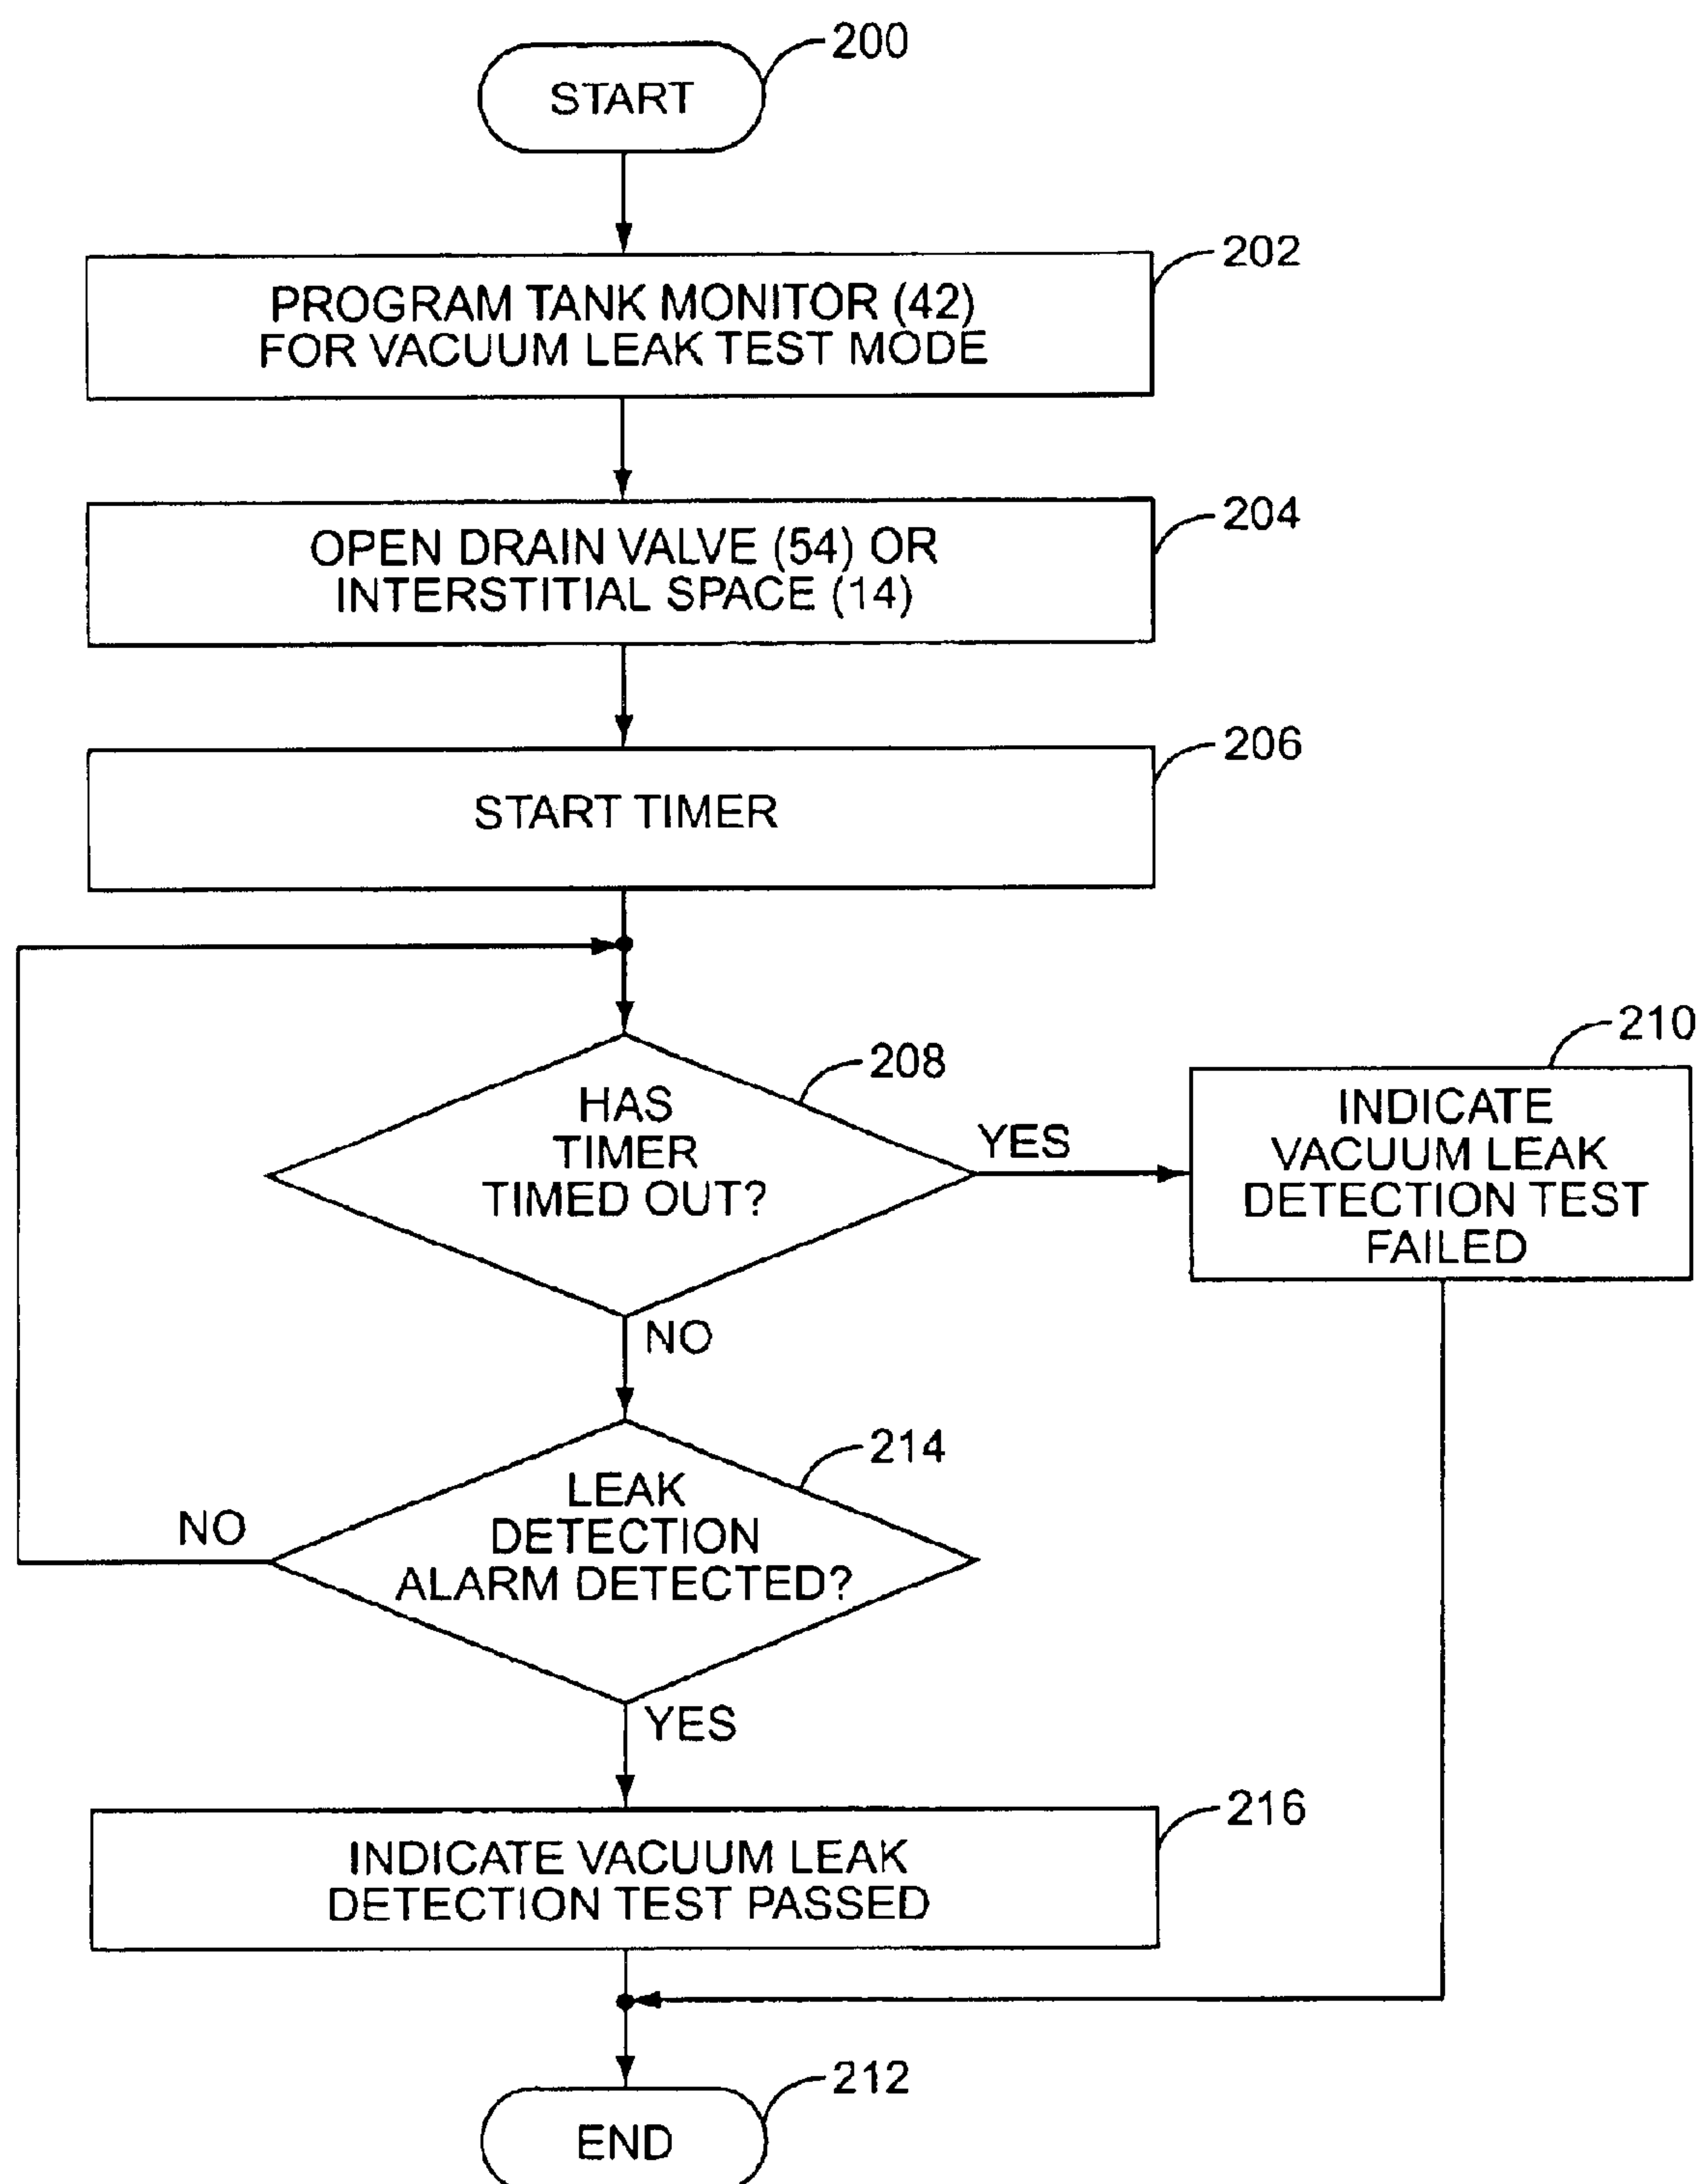 200
START
202
PROGRAM TANK MONITOR (42)
FOR VACUUM LEAK TEST MODE
204
OPEN DRAIN VALVE (54) OR
INTERSTITIAL SPACE (14)
206
START TIMER
208
HAS
TIMER
TIMED OUT?
YES
210
INDICATE
VACUUM LEAK
DETECTION TEST
FAILED
NO
214
LEAK
DETECTION
ALARM DETECTED?
NO
YES
216
INDICATE VACUUM LEAK
DETECTION TEST PASSED
212
END